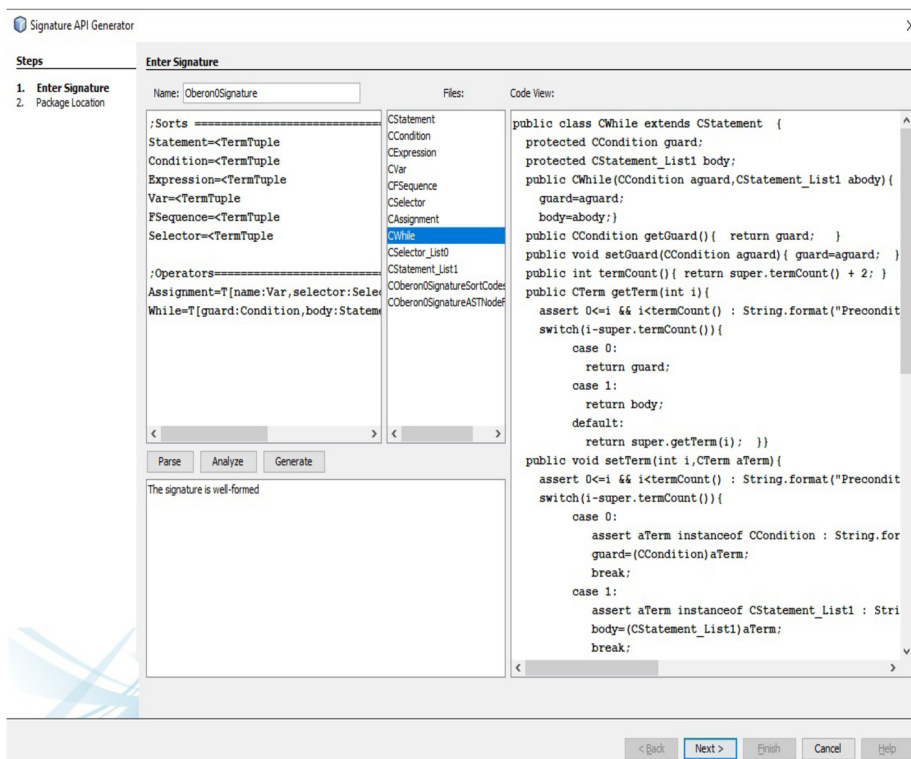 Signature API Generator
Steps
1. Enter Signature
2. Package Location
Enter Signature
Name: Oberon0Signature
Files:
Code View:
;Sorts ============================
Statement=<TermTuple
Condition=<TermTuple
Expression=<TermTuple
Var=<TermTuple
FSequence=<TermTuple
Selector=<TermTuple
;Operators=========================
Assignment=T[name:Var,selector:Selec
While=T[guard:Condition,body:Stateme
CStatement
CCondition
CExpression
CVar
CFSequence
CSelector
CAssignment
CWhile
CSelector_List0
CStatement_List1
COberon0SignatureSortCodes
COberon0SignatureASTNodeF
public class CWhile extends CStatement  {
protected CCondition guard;
protected CStatement_List1 body;
public CWhile(CCondition aguard,CStatement_List1 abody){
guard=aguard;
body=abody;}
public CCondition getGuard(){  return guard;   }
public void setGuard(CCondition aguard){ guard=aguard;  }
public int termCount(){ return super.termCount() + 2; }
public CTerm getTerm(int i){
assert 0<=i && i<termCount() : String.format("Precondit
switch(i-super.termCount()){
case 0:
return guard;
case 1:
return body;
default:
return super.getTerm(i);  }}
public void setTerm(int i,CTerm aTerm){
assert 0<=i && i<termCount() : String.format("Precondit
switch(i-super.termCount()){
case 0:
assert aTerm instanceof CCondition : String.for
guard=(CCondition)aTerm;
break;
case 1:
assert aTerm instanceof CStatement_List1 : Stri
body=(CStatement_List1)aTerm;
break;
Parse Analyze Generate
The signature is well-formed
< Back Next > Finish Cancel Help